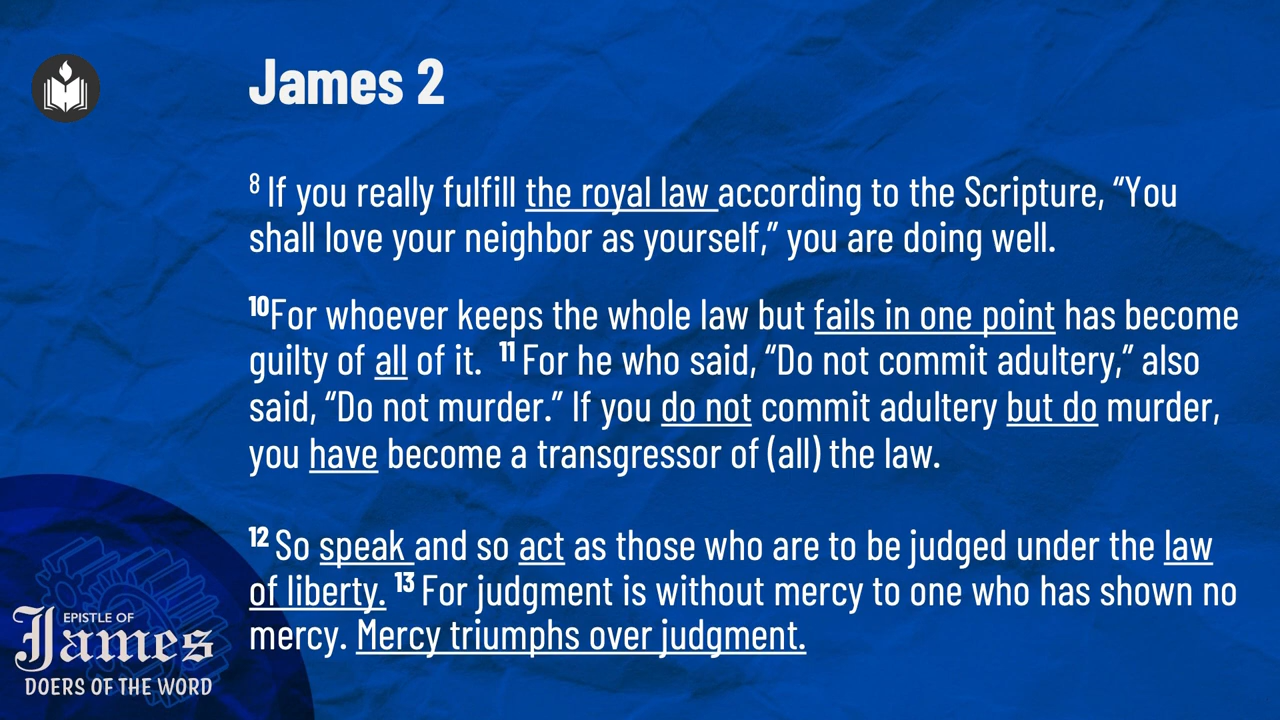 James 2
8 If you really fulfill the royal law according to the Scripture, “You
shall love your neighbor as yourself,” you are doing well.
10For whoever keeps the whole law but fails in one point has become
guilty of all of it. 11 For he who said, “Do not commit adultery,” also
said, “Do not murder.” If you do not commit adultery but do murder,
you have become a transgressor of (all) the law.
12 So speak and so act as those who are to be judged under the law
of liberty. 13 For judgment is without mercy to one who has shown no
mercy. Mercy triumphs over judgment.
EPISTLE OF
James
DOERS OF THE WORD